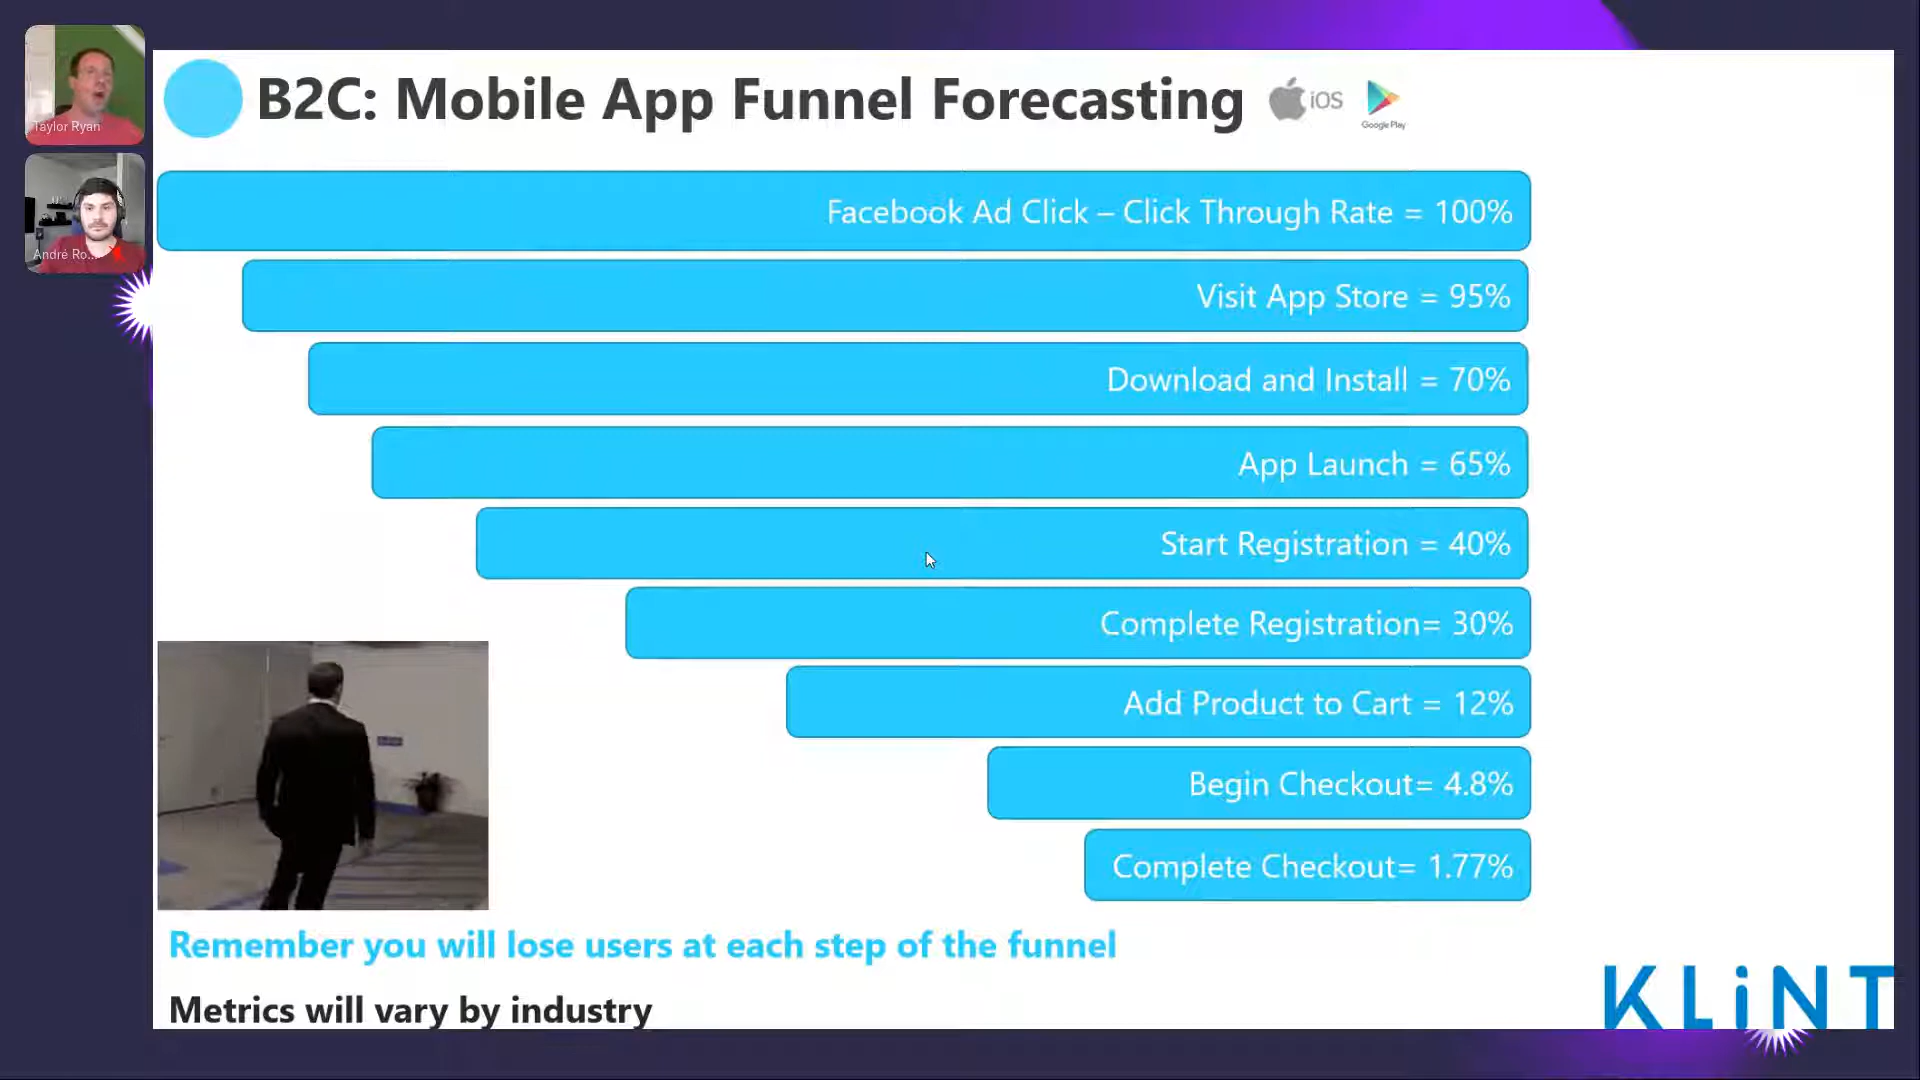 Taylor Ryan
André Ro...
B2C: Mobile App Funnel Forecasting
iOS
Google Play
Facebook Ad Click – Click Through Rate = 100%
Visit App Store = 95%
Download and Install = 70%
App Launch = 65%
Start Registration = 40%
Complete Registration= 30%
Add Product to Cart = 12%
Begin Checkout= 4.8%
Complete Checkout= 1.77%
Remember you will lose users at each step of the funnel
Metrics will vary by industry
KLiNT